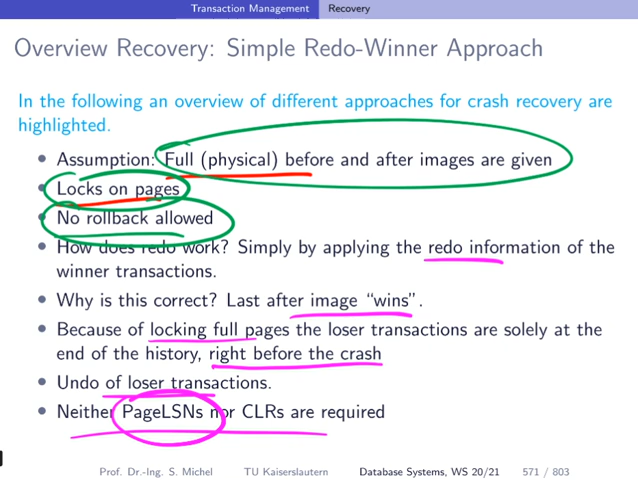 Transaction Management Recovery
Overview Recovery: Simple Redo-Winner Approach
In the following an overview of different approaches for crash recovery are
highlighted.
• Assumption: Full (physical) before and after images are given
• Locks on pages
• No rollback allowed
• How does redo work? Simply by applying the redo information of the
winner transactions.
• Why is this correct? Last after image “wins”.
• Because of locking full pages the loser transactions are solely at the
end of the history, right before the crash
• Undo of loser transactions.
• Neither PageLSNs nor CLRs are required
Prof. Dr.-Ing. S. Michel TU Kaiserslautern Database Systems, WS 20/21 571 / 803